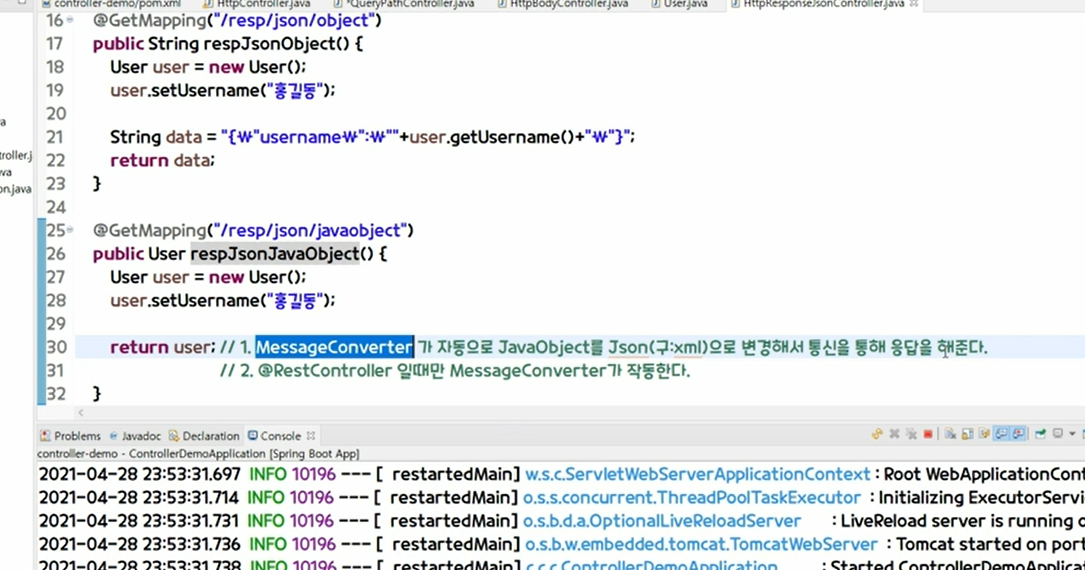 controller-demo/pom.xml HttpController.java *QueryPathController.java HttpBodyController.java User.java HttpResponseJsonController.java
16 @GetMapping("/resp/json/object")
17 public String respJsonObject() {
18 User user = new User();
19 user.setUsername("홍길동");
20
21 String data = "{₩"username₩":₩""+user.getUsername()+"₩"}";
22 return data;
23 }
24
25 @GetMapping("/resp/json/javaobject")
26 public User respJsonJavaObject() {
27 User user = new User();
28 user.setUsername("홍길동");
29
30 return user; // 1. MessageConverter 가 자동으로 JavaObject를 Json(구:xml)으로 변경해서 통신을 통해 응답을 해준다.
31 // 2. @RestController 일때만 MessageConverter가 작동한다.
32 }
troller.j
va
on.java
Problems Javadoc Declaration Console
controller-demo - ControllerDemoApplication [Spring Boot App]
2021-04-28 23:53:31.697 INFO 10196 --- [ restartedMain] w.s.c.ServletWebServerApplicationContext : Root WebApplicationCont
2021-04-28 23:53:31.714 INFO 10196 --- [ restartedMain] o.s.s.concurrent.ThreadPoolTaskExecutor : Initializing ExecutorServi
2021-04-28 23:53:31.731 INFO 10196 --- [ restartedMain] o.s.b.d.a.OptionalLiveReloadServer : LiveReload server is running o
2021-04-28 23:53:31.736 INFO 10196 --- [ restartedMain] o.s.b.w.embedded.tomcat.TomcatWebServer : Tomcat started on port
2021-04-28 23:53:31.738 INFO 10196 --- [ restartedMain] c.c.c.ControllerDemoApplication : Started ControllerDemoApplica